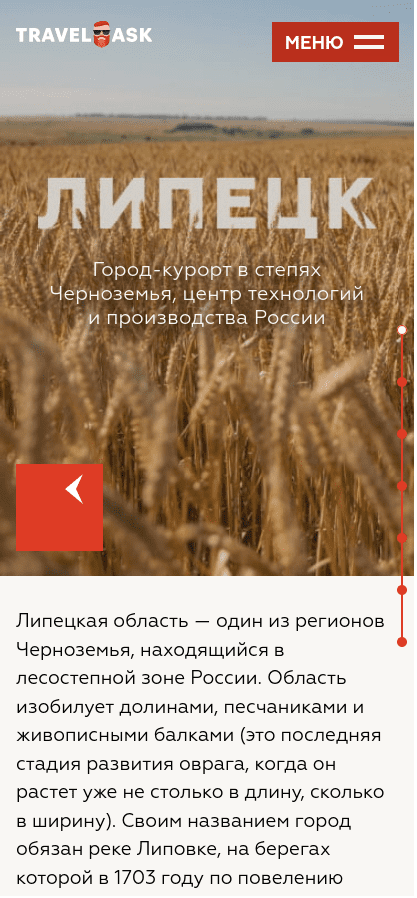 TRAVEL ASK
МЕНЮ
ЛИПЕЦК
Город-курорт в степях
Черноземья, центр технологий
и производства России
Липецкая область — один из регионов
Черноземья, находящийся в
лесостепной зоне России. Область
изобилует долинами, песчаниками и
живописными балками (это последняя
стадия развития оврага, когда он
растет уже не столько в длину, сколько
в ширину). Своим названием город
обязан реке Липовке, на берегах
которой в 1703 году по повелению